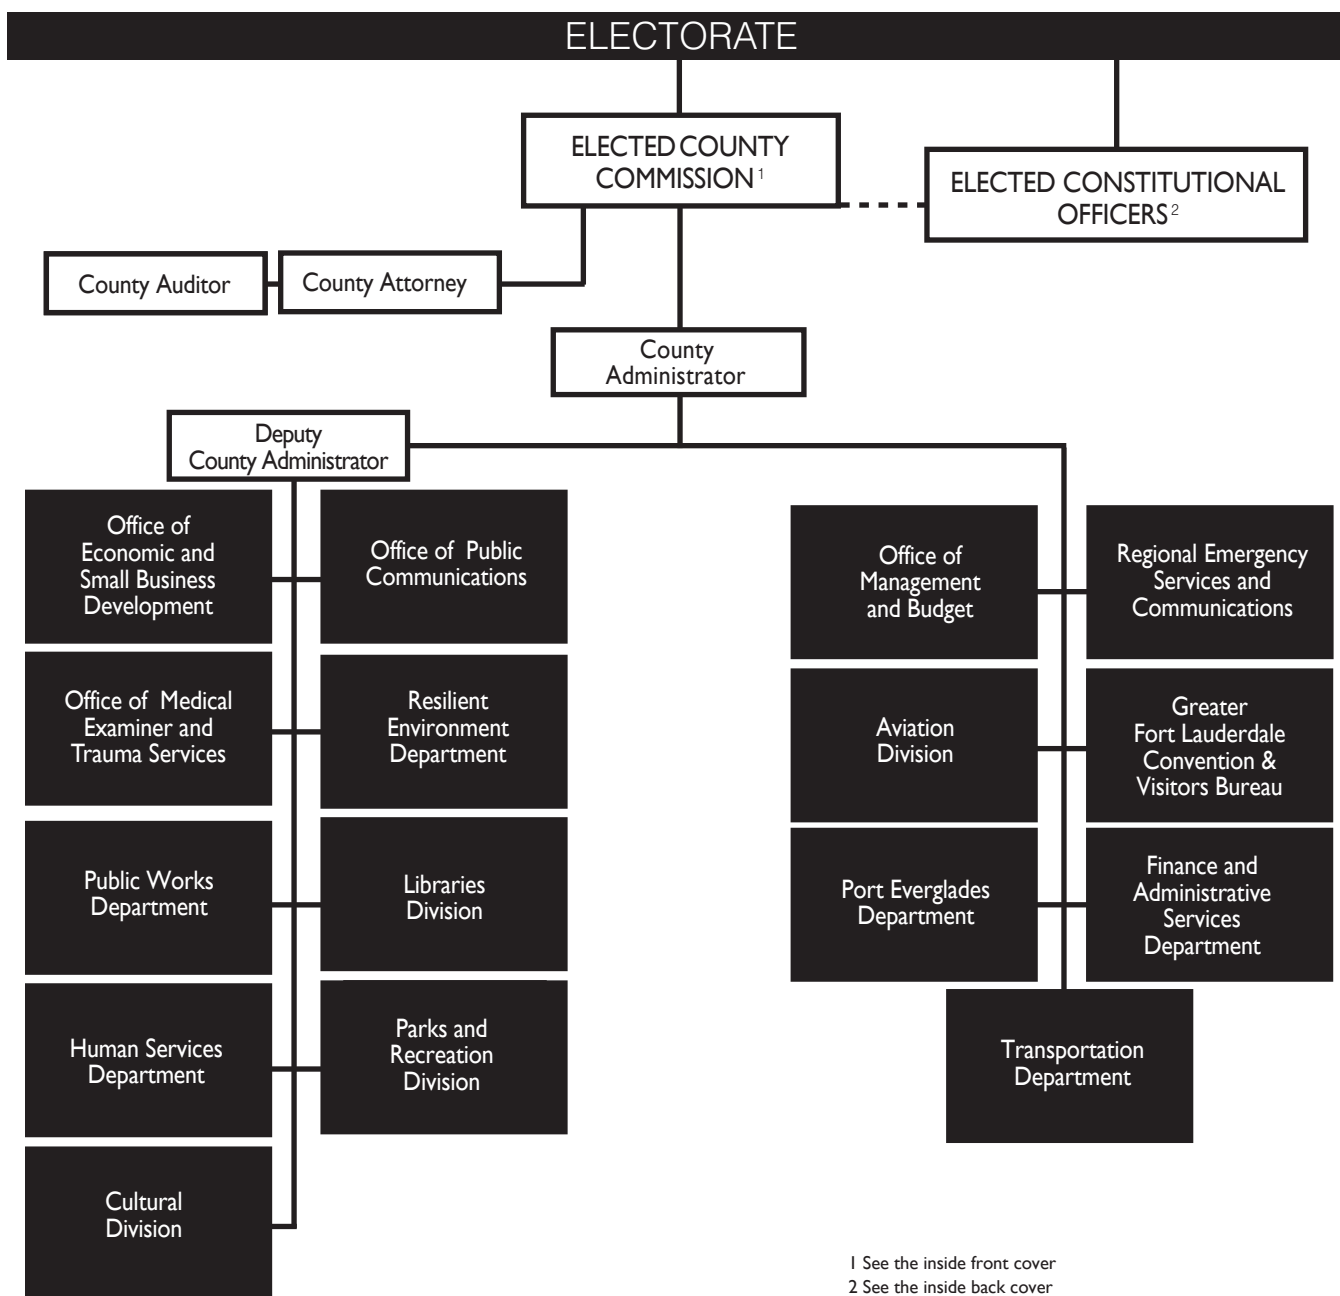 ELECTORATE
ELECTED COUNTY
COMMISSION 1
ELECTED CONSTITUTIONAL
OFFICERS 2
County Auditor
County Attorney
County
Administrator
Deputy
County Administrator
Office of
Economic and
Small Business
Development
Office of Public
Communications
Office of Medical
Examiner and
Trauma Services
Resilient
Environment
Department
Public Works
Department
Libraries
Division
Human Services
Department
Parks and
Recreation
Division
Cultural
Division
Office of
Management
and Budget
Regional Emergency
Services and
Communications
Aviation
Division
Greater
Fort Lauderdale
Convention &
Visitors Bureau
Port Everglades
Department
Finance and
Administrative
Services
Department
Transportation
Department
1 See the inside front cover
2 See the inside back cover